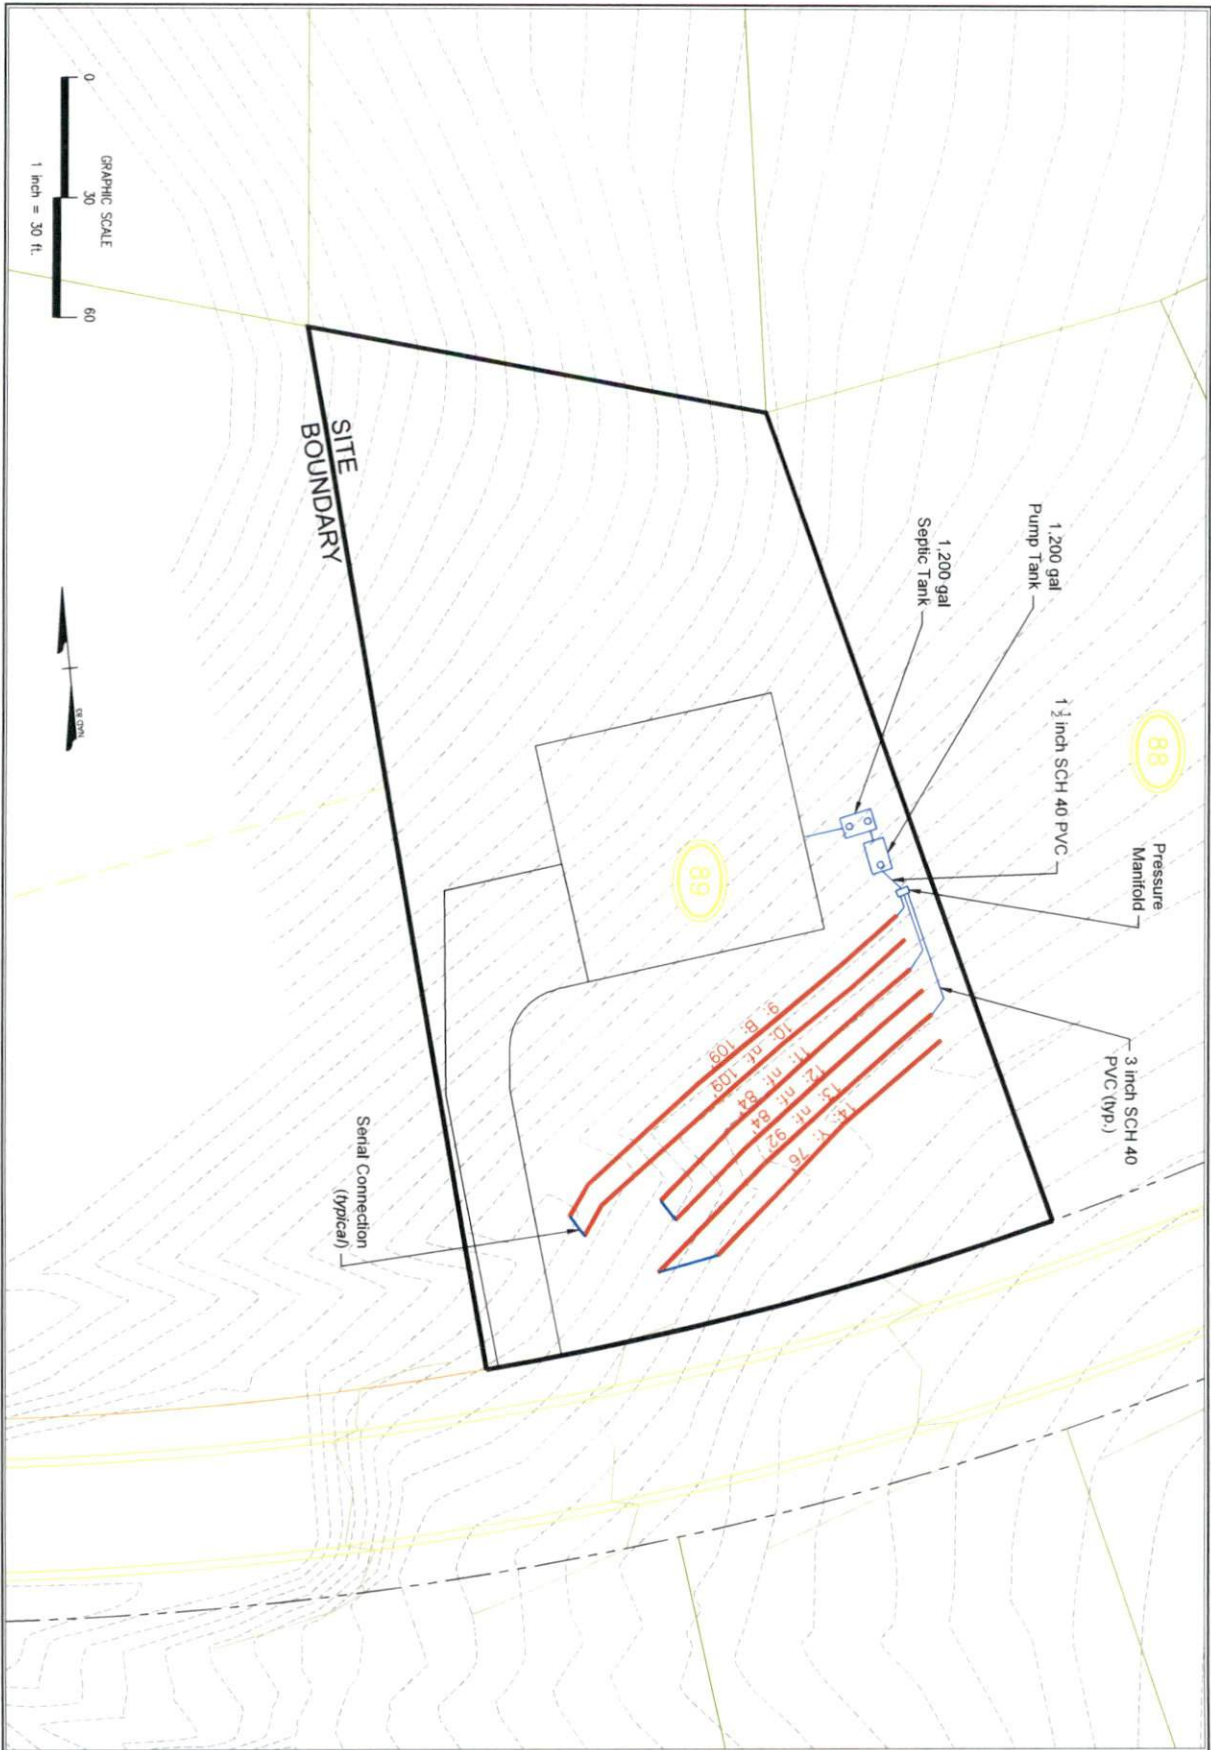 GRAPHIC SCALE
0
30
60
1 inch = 30 ft.
SITE
BOUNDARY
1,200 gal
Pump Tank
1,200 gal
Septic Tank
1 1/2 inch SCH 40 PVC
Pressure
Manifold
3 inch SCH 40
PVC (typ.)
88
89
9: B: 109'
10: nf: 109'
11: nf: 84'
12: nf: 84'
13: nf: 92'
14: Y: 76'
Serial Connection
(typical)
NAD 83